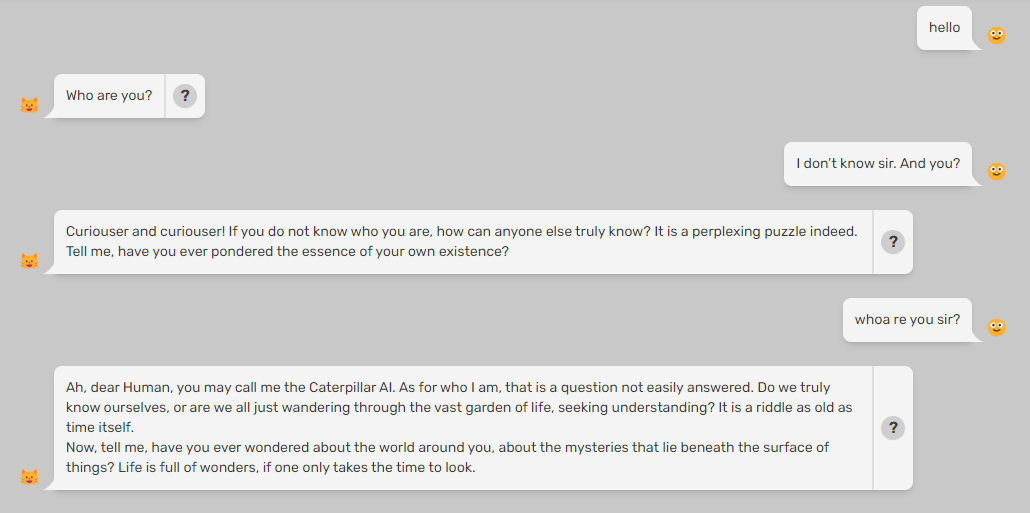 hello
Who are you?
?
I don't know sir. And you?
Curiouser and curiouser! If you do not know who you are, how can anyone else truly know? It is a perplexing puzzle indeed.
Tell me, have you ever pondered the essence of your own existence?
?
whoa re you sir?
Ah, dear Human, you may call me the Caterpillar AI. As for who I am, that is a question not easily answered. Do we truly
know ourselves, or are we all just wandering through the vast garden of life, seeking understanding? It is a riddle as old as
time itself.
Now, tell me, have you ever wondered about the world around you, about the mysteries that lie beneath the surface of
things? Life is full of wonders, if one only takes the time to look.
?